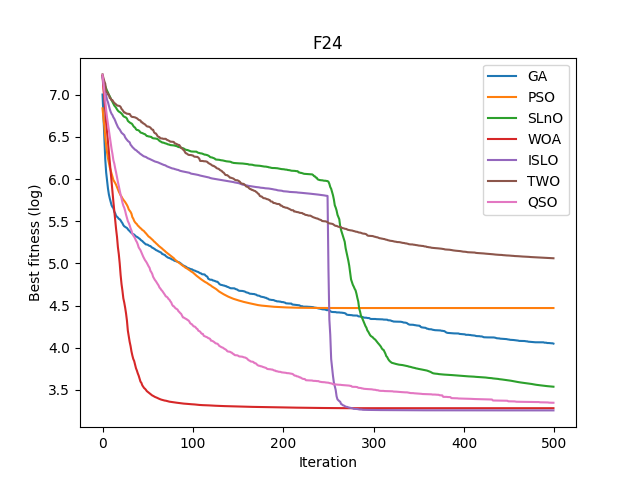 F24
Best fitness (log)
7.0
6.5
6.0
5.5
5.0
4.5
4.0
3.5
GA
PSO
SLnO
WOA
ISLO
TWO
QSO
0 100 200 300 400 500
Iteration